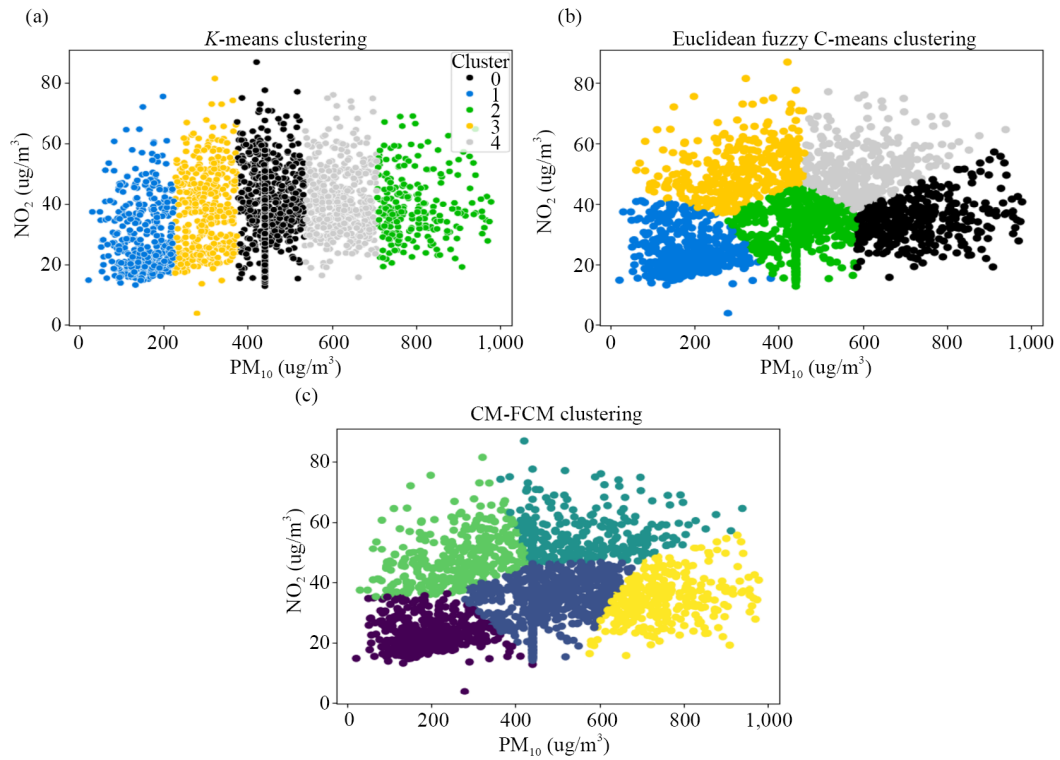 (a)
K-means clustering
Cluster
0
1
2
3
4
80
60
40
20
0
NO2 (ug/m3)
0 200 400 600 800 1,000
PM10 (ug/m3)
(b)
Euclidean fuzzy C-means clustering
80
60
40
20
0
NO2 (ug/m3)
0 200 400 600 800 1,000
PM10 (ug/m3)
(c)
CM-FCM clustering
80
60
40
20
0
NO2 (ug/m3)
0 200 400 600 800 1,000
PM10 (ug/m3)